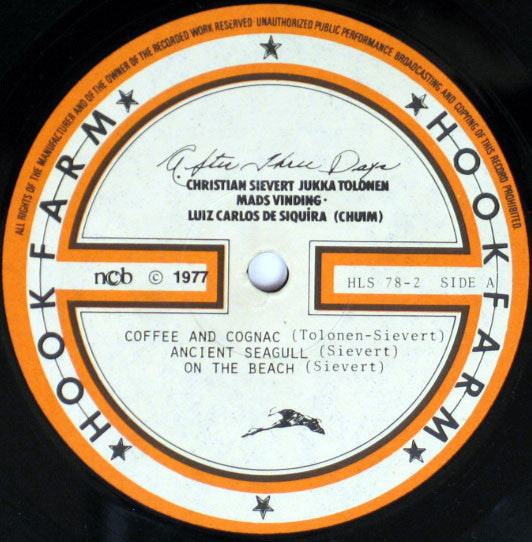 ALL RIGHTS OF THE MANUFACTURER AND OF THE OWNER OF THE RECORDED WORK RESERVED UNAUTHORIZED PUBLIC PERFORMANCE BROADCASTING AND COPYING OF THIS RECORD PROHIBITED.
HOOKFARM
HOOKFARM
After Three Days
CHRISTIAN SIEVERT JUKKA TOLONEN
MADS VINDING·
LUIZ CARLOS DE SIQUÍRA (CHUIM)
ncb © 1977
HLS 78-2 SIDE A
COFFEE AND COGNAC (Tolonen-Sievert)
ANCIENT SEAGULL (Sievert)
ON THE BEACH (Sievert)